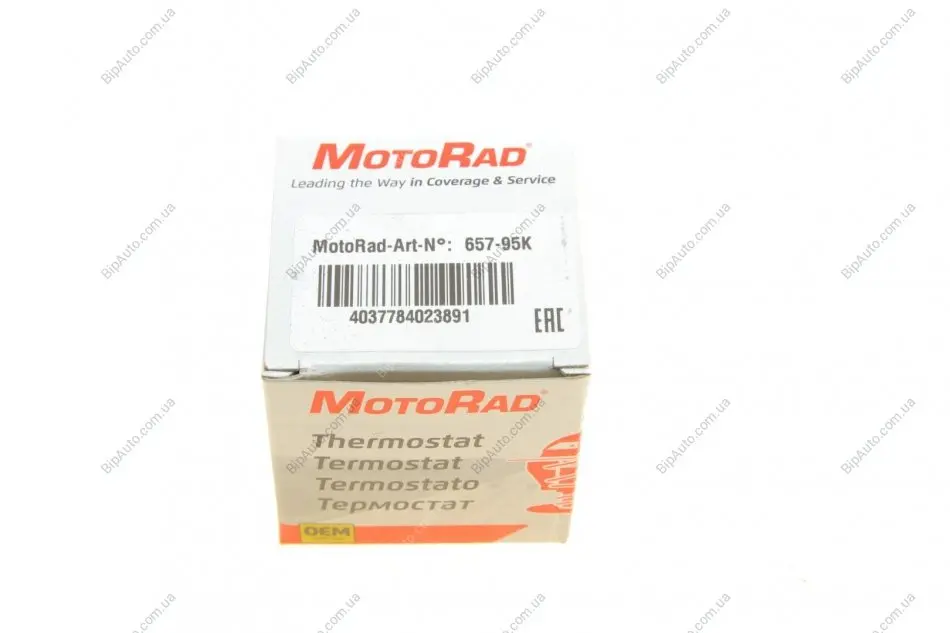 MOTORAD®
Leading the Way in Coverage & Service
MotoRad-Art-N°: 657-95K
4037784023891
EAC
MOTORAD®
Thermostat
Termostat
Termostato
Термостат
OEM
BipAuto.com.ua